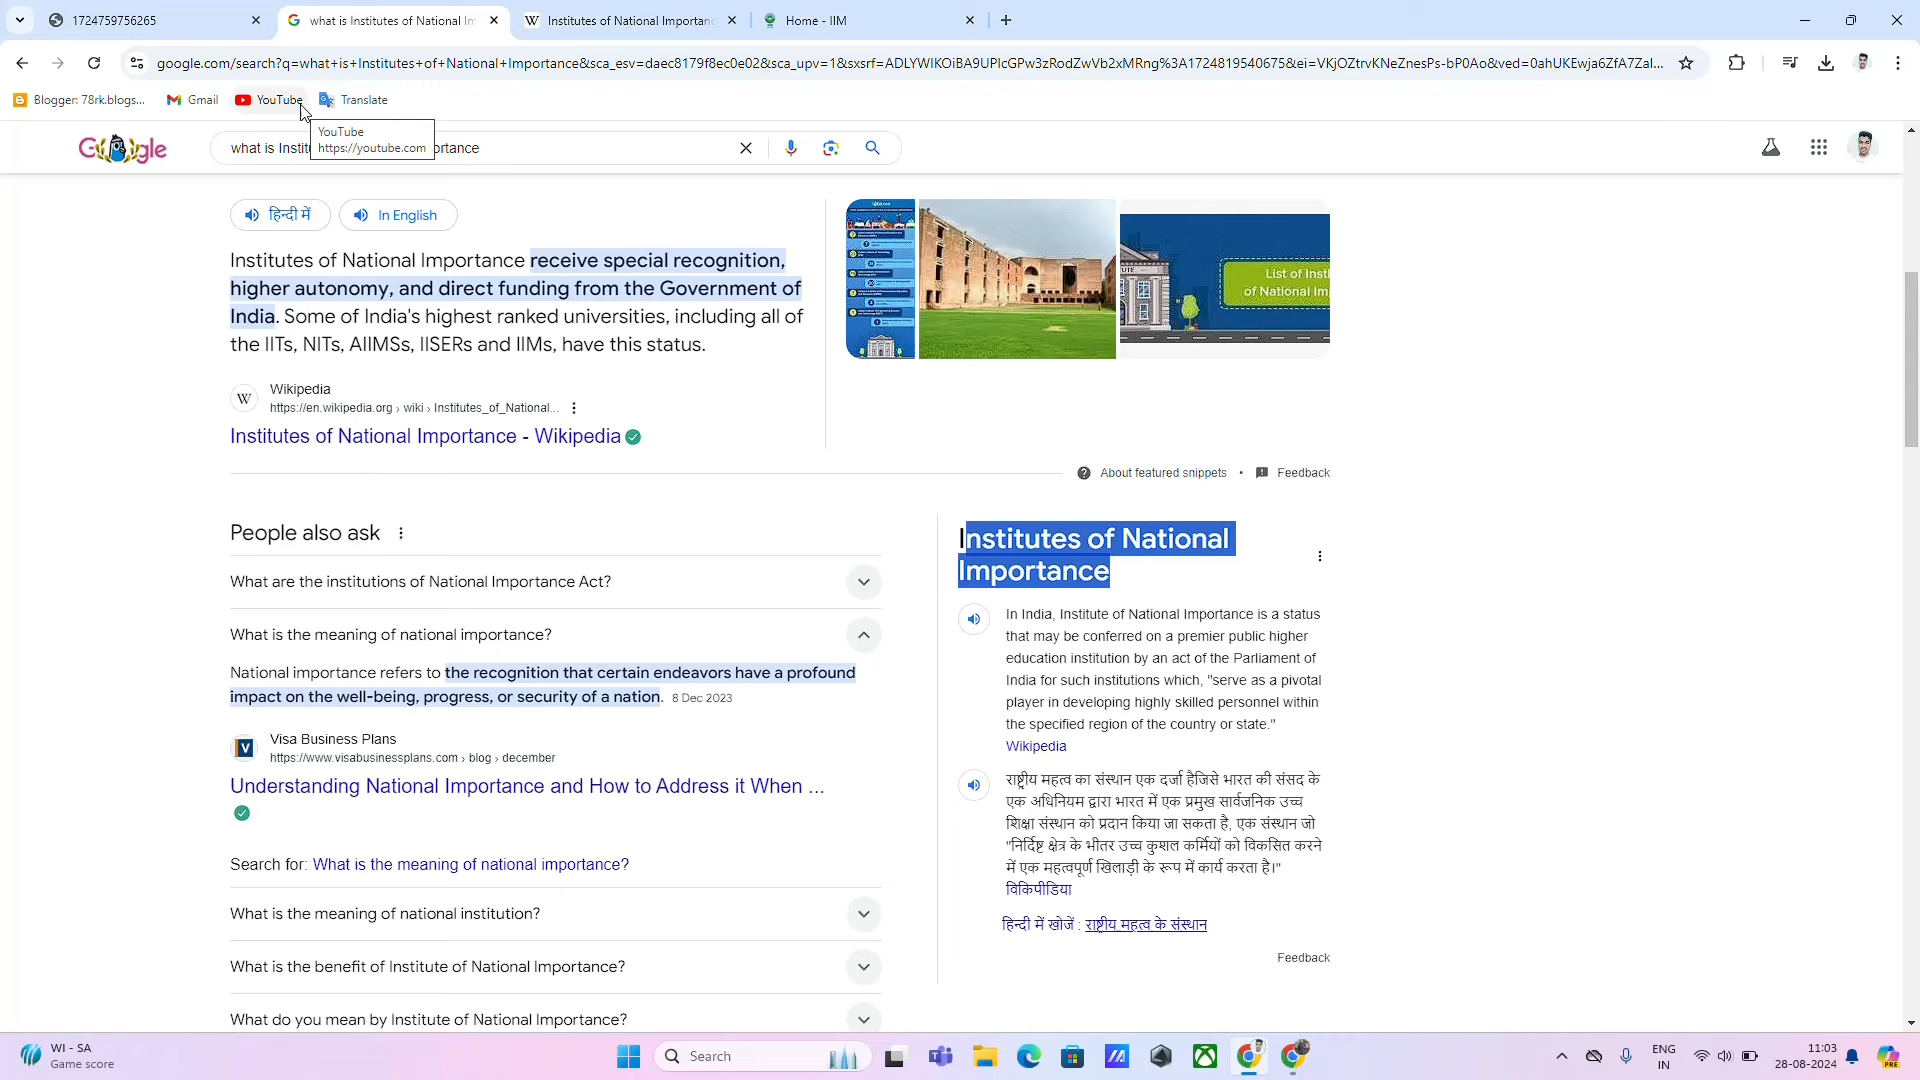 1724759756265
what is Institutes of National Im
Institutes of National Importanc
Home - IIM
google.com/search?q=what+is+Institutes+of+National+Importance&sca_esv=daec8179f8ec0e02&sca_upv=1&sxsrf=ADLYWIKOiBA9UPlcGPw3zRodZwVb2xMRng%3A1724819540675&ei=VKjOZtrvKNeZnesPs-bP0Ao&ved=0ahUKEwja6ZfA7Zal...
Blogger: 78rk.blogs...
Gmail
YouTube
Translate
YouTube
https://youtube.com
Google
what is Institu
ortance
हिन्दी में
In English
Institutes of National Importance receive special recognition,
higher autonomy, and direct funding from the Government of
India. Some of India's highest ranked universities, including all of
the IITs, NITs, AIIMSs, IISERs and IIMs, have this status.
Wikipedia
https://en.wikipedia.org › wiki › Institutes_of_National...
Institutes of National Importance - Wikipedia
TUTE
List of Insti
of National Im
About featured snippets • Feedback
People also ask
What are the institutions of National Importance Act?
What is the meaning of national importance?
National importance refers to the recognition that certain endeavors have a profound
impact on the well-being, progress, or security of a nation. 8 Dec 2023
Visa Business Plans
https://www.visabusinessplans.com › blog › december
Understanding National Importance and How to Address it When ...
Search for: What is the meaning of national importance?
What is the meaning of national institution?
What is the benefit of Institute of National Importance?
What do you mean by Institute of National Importance?
Institutes of National
Importance
In India, Institute of National Importance is a status
that may be conferred on a premier public higher
education institution by an act of the Parliament of
India for such institutions which, "serve as a pivotal
player in developing highly skilled personnel within
the specified region of the country or state."
Wikipedia
राष्ट्रीय महत्व का संस्थान एक दर्जा हैजिसे भारत की संसद के
एक अधिनियम द्वारा भारत में एक प्रमुख सार्वजनिक उच्च
शिक्षा संस्थान को प्रदान किया जा सकता है, एक संस्थान जो
"निर्दिष्ट क्षेत्र के भीतर उच्च कुशल कर्मियों को विकसित करने
में एक महत्वपूर्ण खिलाड़ी के रूप में कार्य करता है।"
विकिपीडिया
हिन्दी में खोजें : राष्ट्रीय महत्व के संस्थान
Feedback
WI - SA
Game score
Search
ENG
IN
11:03
28-08-2024
PRE